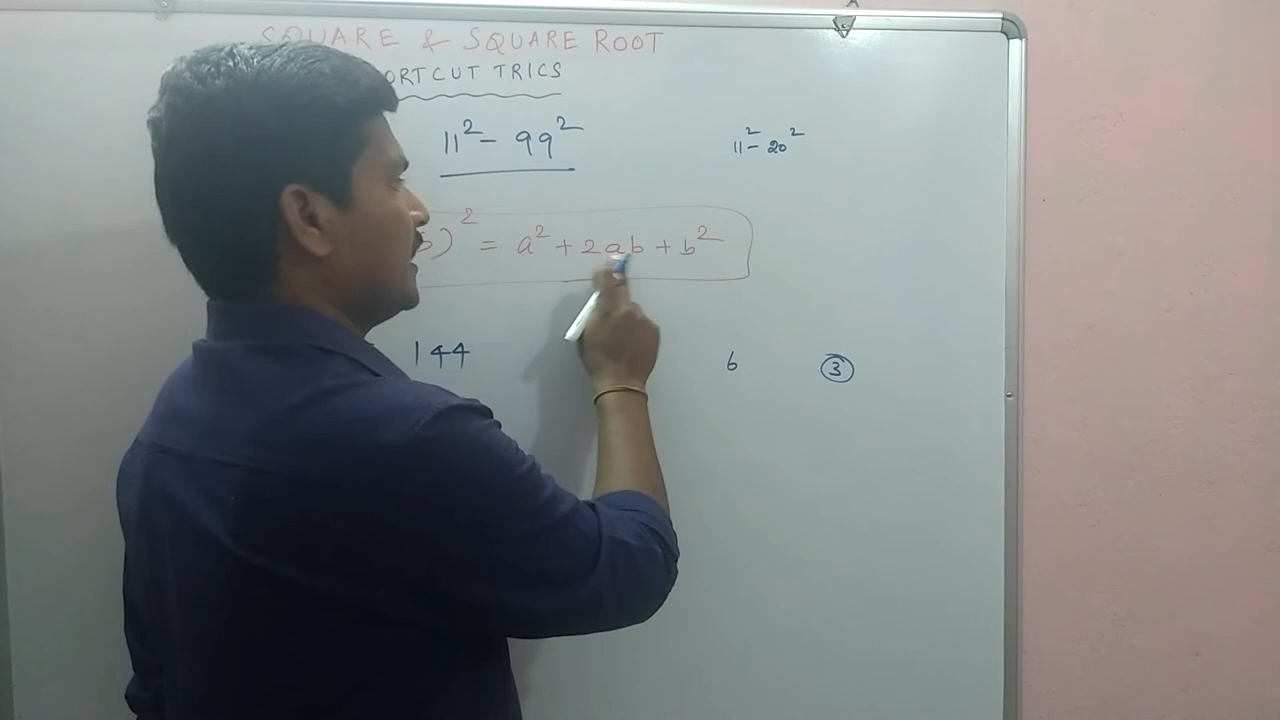 SQUARE & SQUARE ROOT
ORTCUT TRICS
11² - 99² 11² - 20²
b)² = a² + 2ab + b²
144 6 3